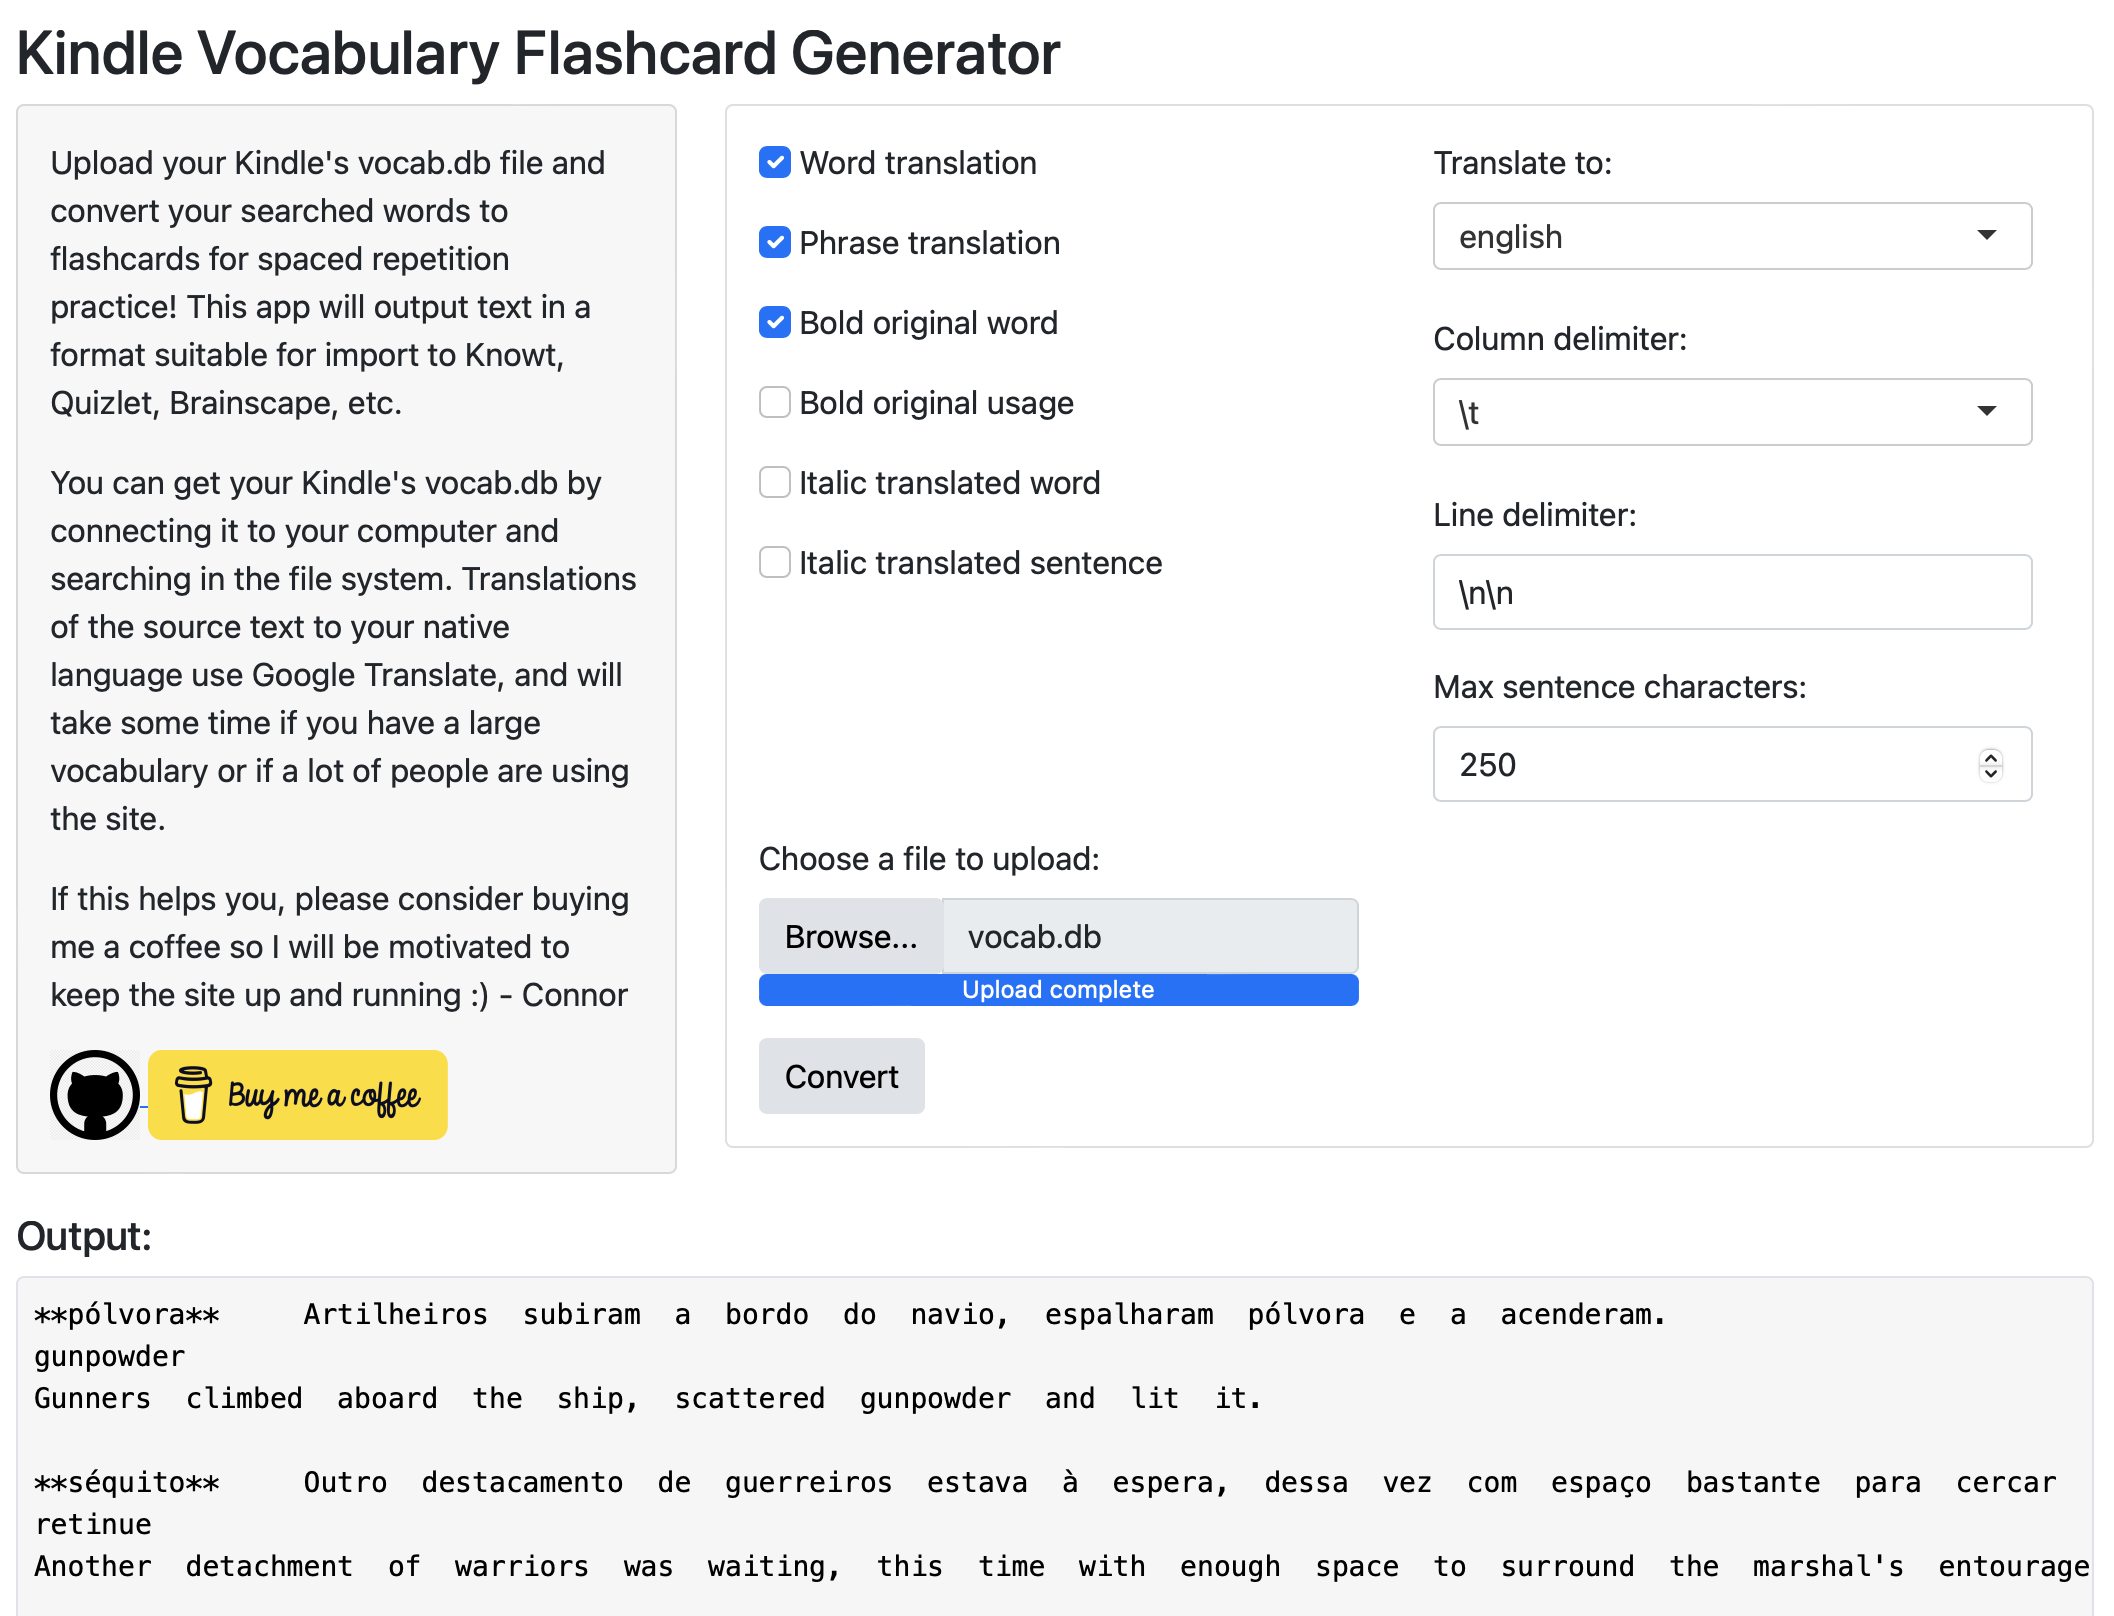 Kindle Vocabulary Flashcard Generator
Upload your Kindle's vocab.db file and
convert your searched words to
flashcards for spaced repetition
practice! This app will output text in a
format suitable for import to Knowt,
Quizlet, Brainscape, etc.
You can get your Kindle's vocab.db by
connecting it to your computer and
searching in the file system. Translations
of the source text to your native
language use Google Translate, and will
take some time if you have a large
vocabulary or if a lot of people are using
the site.
If this helps you, please consider buying
me a coffee so I will be motivated to
keep the site up and running :) - Connor
Buy me a coffee
Word translation
Phrase translation
Bold original word
Bold original usage
Italic translated word
Italic translated sentence
Translate to:
english
Column delimiter:
\t
Line delimiter:
\n\n
Max sentence characters:
250
Choose a file to upload:
Browse... vocab.db
Upload complete
Convert
Output:
**pólvora** Artilheiros subiram a bordo do navio, espalharam pólvora e a acenderam.
gunpowder
Gunners climbed aboard the ship, scattered gunpowder and lit it.
**séquito** Outro destacamento de guerreiros estava à espera, dessa vez com espaço bastante para cercar
retinue
Another detachment of warriors was waiting, this time with enough space to surround the marshal's entourage